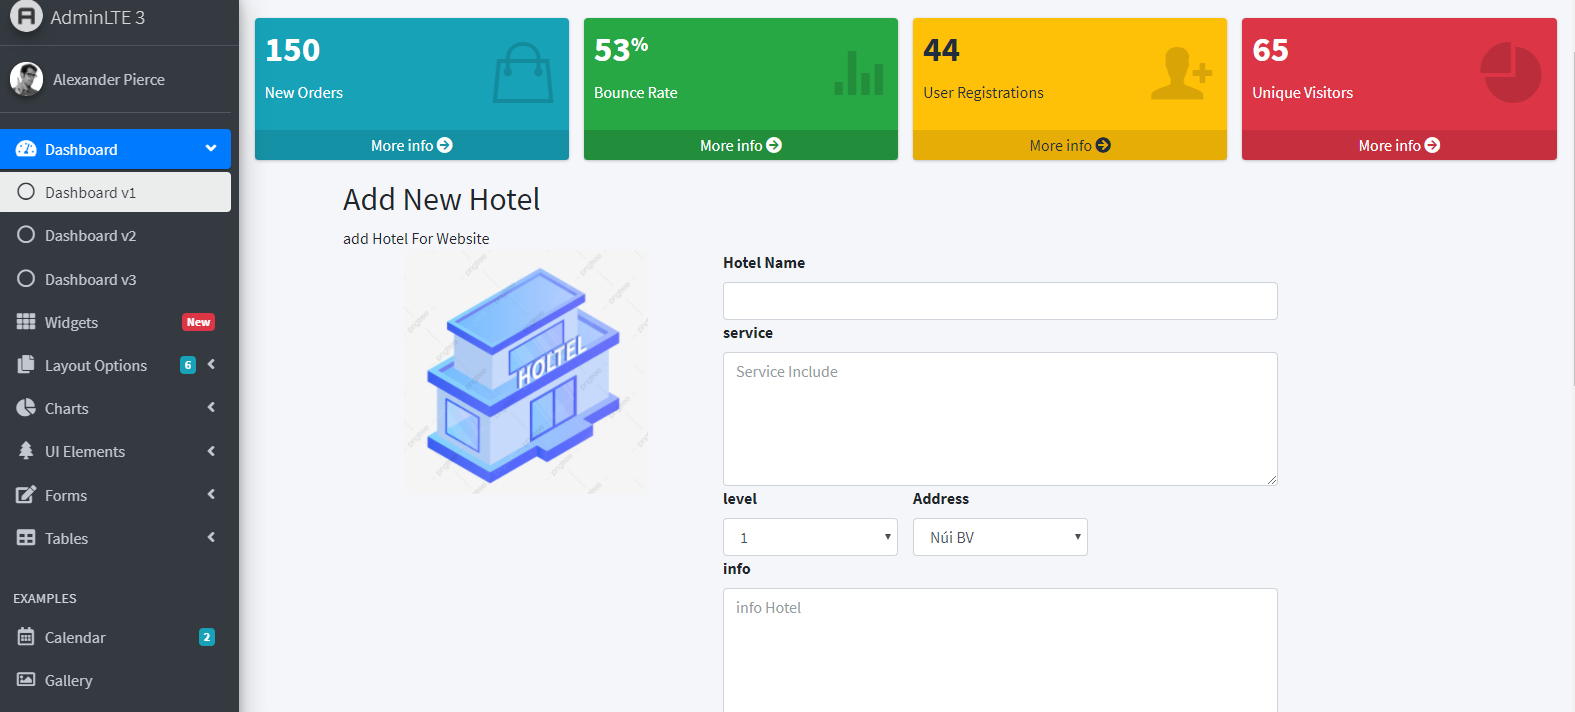 AdminLTE 3
Alexander Pierce
Dashboard
Dashboard v1
Dashboard v2
Dashboard v3
Widgets New
Layout Options 6
Charts
UI Elements
Forms
Tables
EXAMPLES
Calendar 2
Gallery
150
New Orders
More info
53%
Bounce Rate
More info
44
User Registrations
More info
65
Unique Visitors
More info
Add New Hotel
add Hotel For Website
HOLTEL
Hotel Name
service
Service Include
level Address
1 Núi BV
info
info Hotel